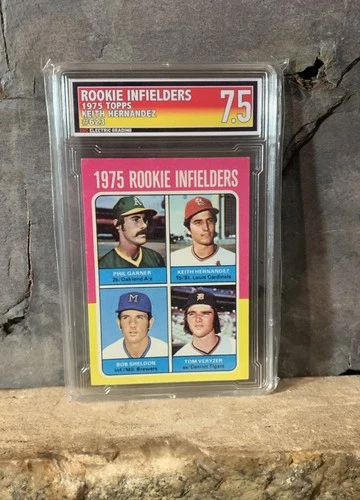 ROOKIE INFIELDERS
1975 TOPPS
KEITH HERNANDEZ
#623
ELECTRIC GRADING
7.5
1975 ROOKIE INFIELDERS
PHIL GARNER
2b/Oakland A's
KEITH HERNANDEZ
1b/St. Louis Cardinals
M
D
BOB SHELDON
inf/Mil. Brewers
TOM VERYZER
ss/Detroit Tigers